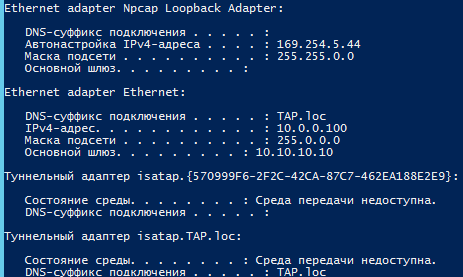 Ethernet adapter Npcap Loopback Adapter:
DNS-суффикс подключения . . . . . :
Автонастройка IPv4-адреса . . . . : 169.254.5.44
Маска подсети . . . . . . . . . . : 255.255.0.0
Основной шлюз. . . . . . . . . :
Ethernet adapter Ethernet:
DNS-суффикс подключения . . . . . : TAP.loc
IPv4-адрес. . . . . . . . . . . . : 10.0.0.100
Маска подсети . . . . . . . . . . : 255.0.0.0
Основной шлюз. . . . . . . . . : 10.10.10.10
Туннельный адаптер isatap.{570999F6-2F2C-42CA-87C7-462EA188E2E9}:
Состояние среды. . . . . . . . : Среда передачи недоступна.
DNS-суффикс подключения . . . . . :
Туннельный адаптер isatap.TAP.loc:
Состояние среды. . . . . . . . : Среда передачи недоступна.
DNS-суффикс подключения . . . . . : TAP.loc